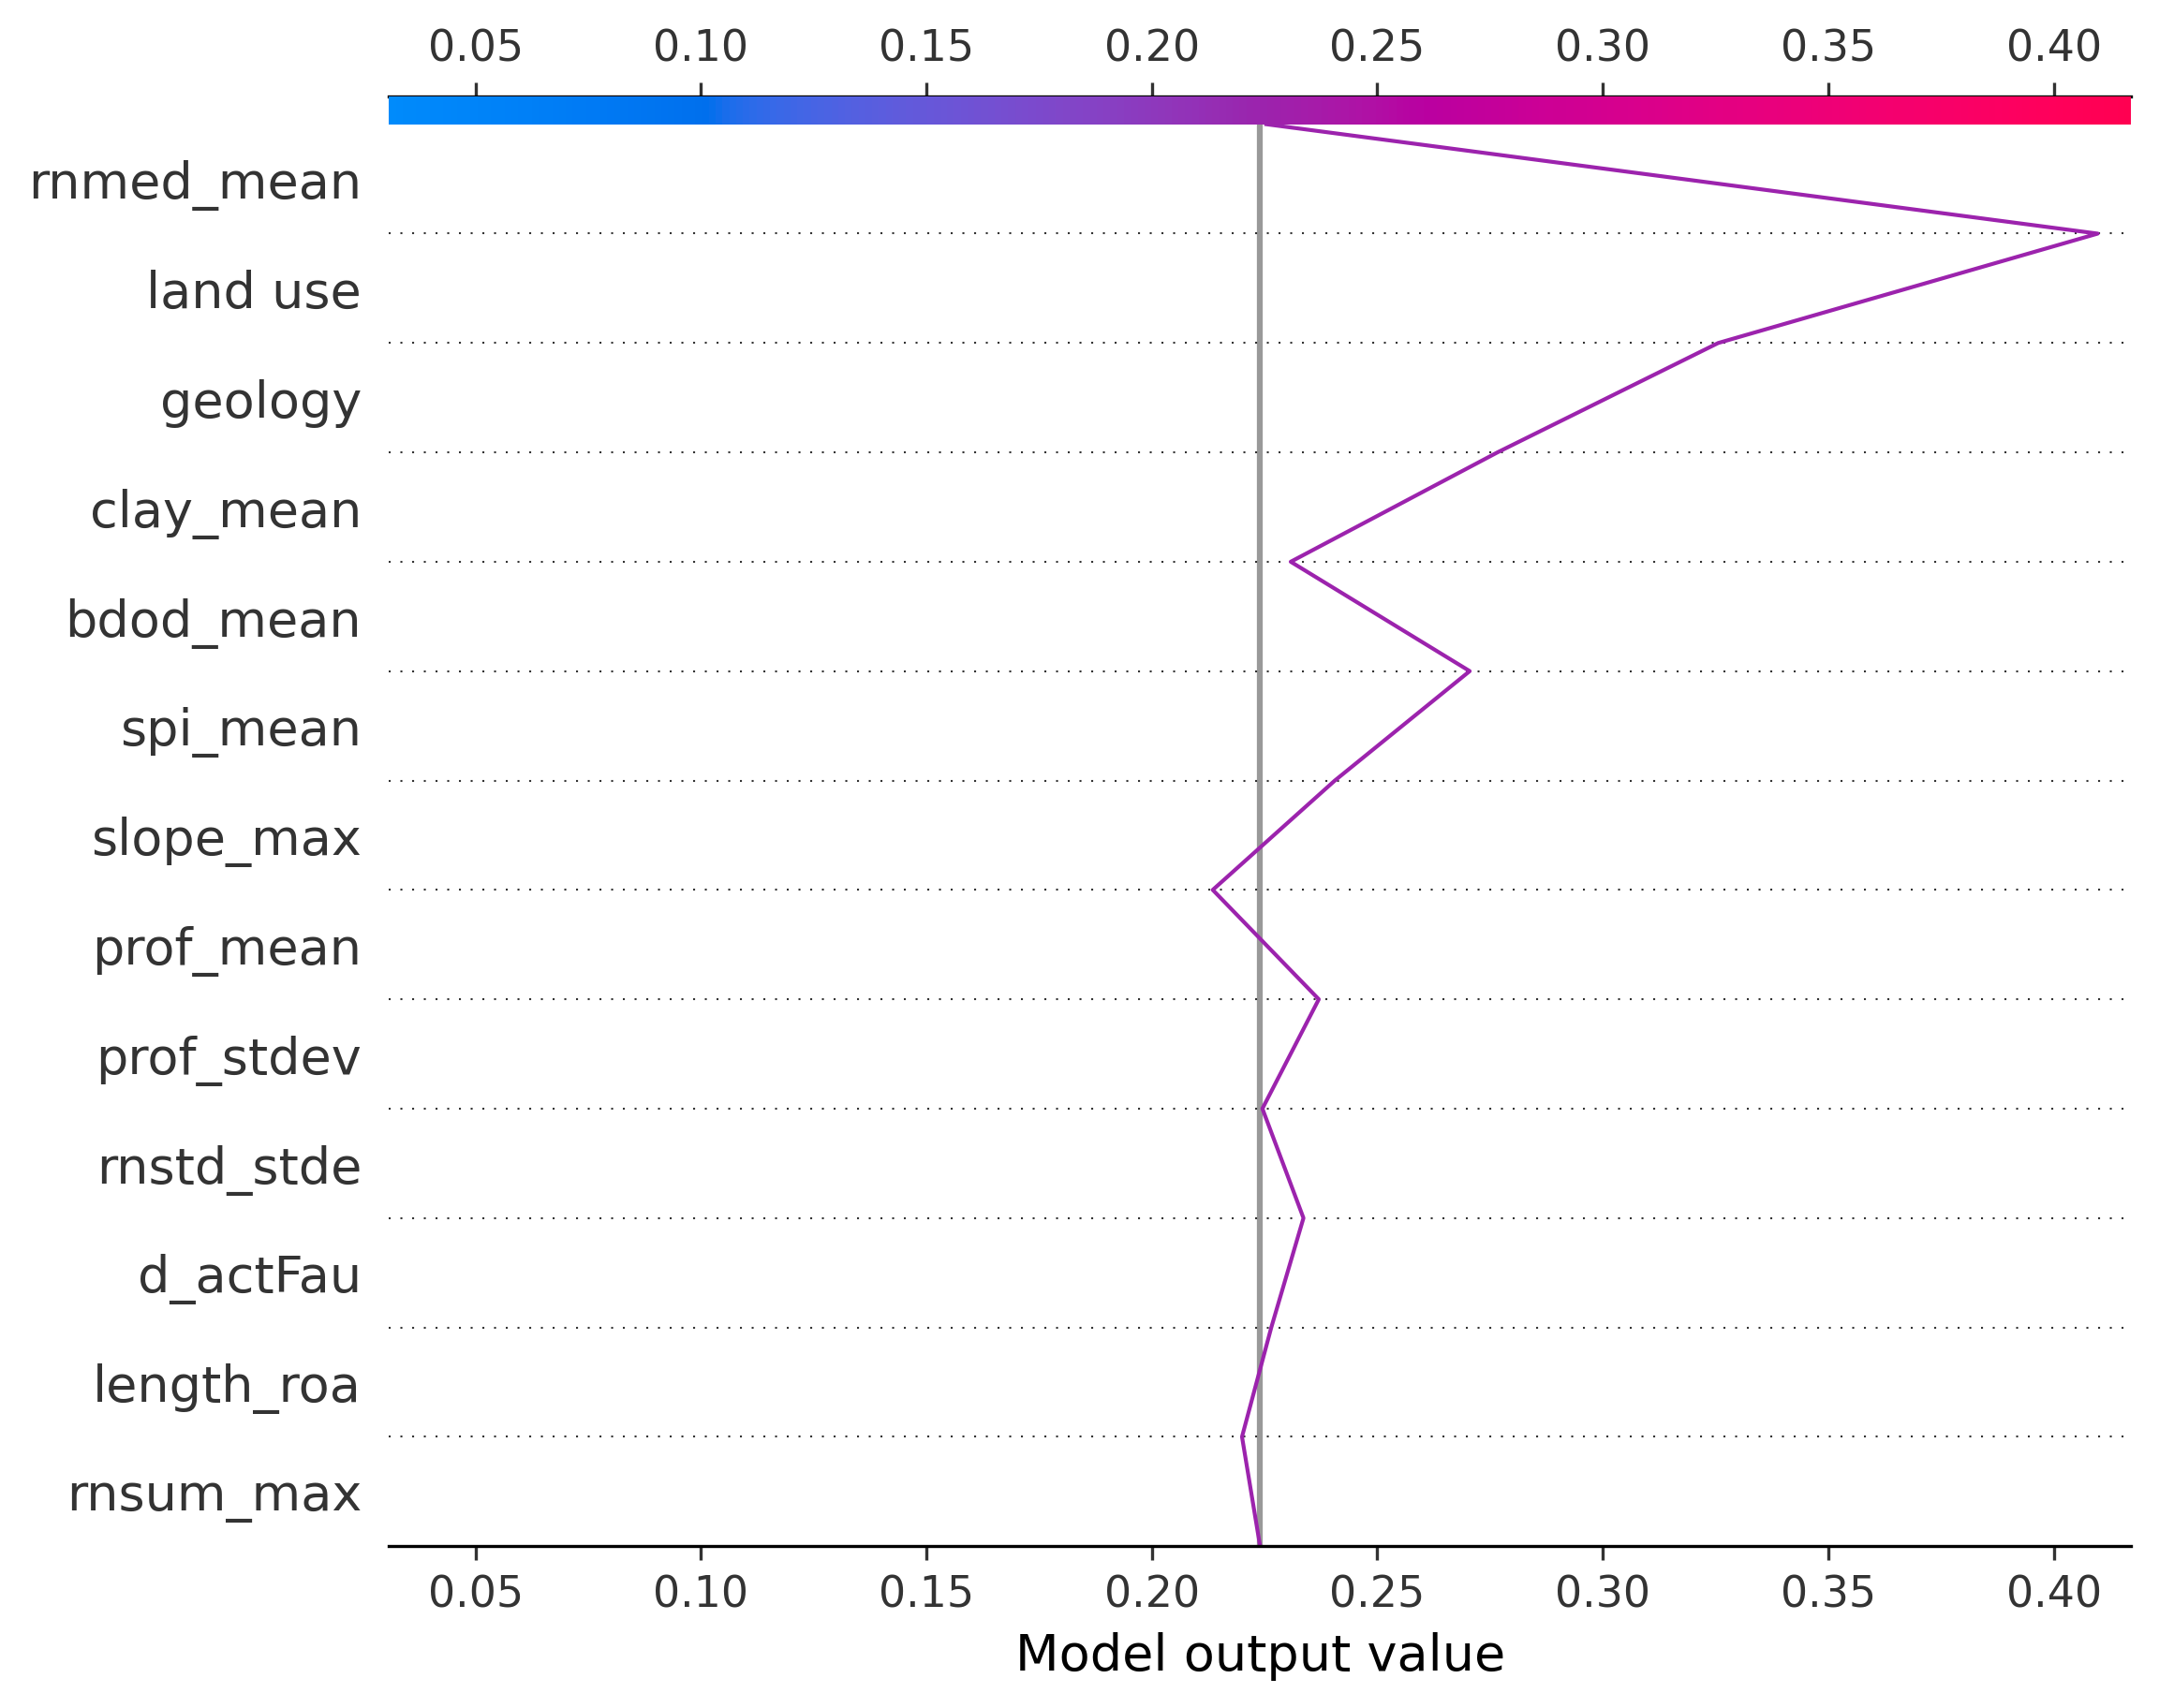 0.05 0.10 0.15 0.20 0.25 0.30 0.35 0.40
rnmed_mean
land use
geology
clay_mean
bdod_mean
spi_mean
slope_max
prof_mean
prof_stdev
rnstd_stde
d_actFau
length_roa
rnsum_max
0.05 0.10 0.15 0.20 0.25 0.30 0.35 0.40
Model output value